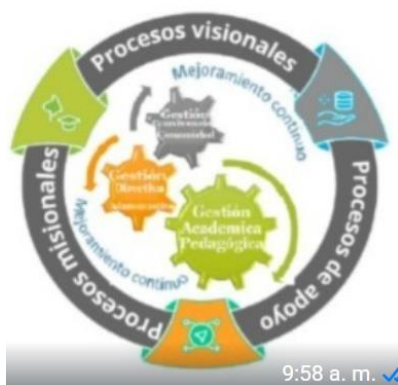 Procesos visionales
Mejoramiento continuo
Gestión
Comunidad
Gestión
Directiva
Gestión
Academica
Pedagógica
Mejoramiento continuo
Procesos misionales
Procesos de apoyo
9:58 a. m.